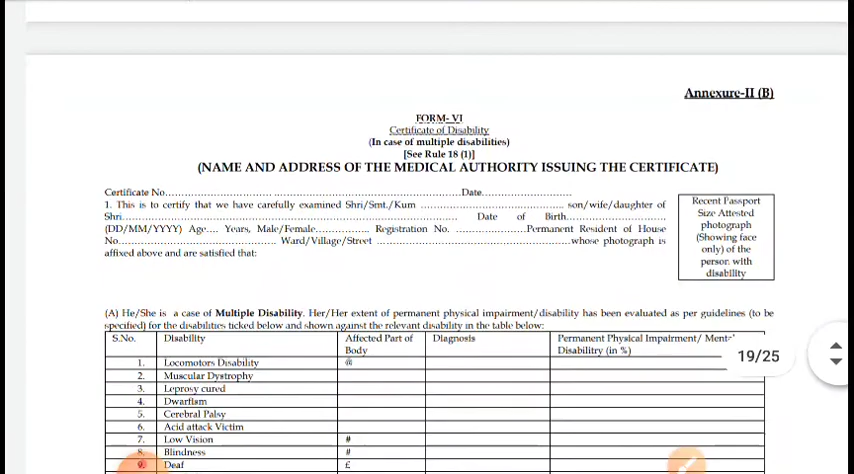 Annexure-II (B)
FORM- VI
Certificate of Disability
(In case of multiple disabilities)
[See Rule 18 (1)]
(NAME AND ADDRESS OF THE MEDICAL AUTHORITY ISSUING THE CERTIFICATE)
Certificate No.......................................................................................................Date..............................
1. This is to certify that we have carefully examined Shri/Smt./Kum ................................................ son/wife/daughter of
Shri................................................................................................................ Date of Birth.................................
(DD/MM/YYYY) Age.... Years, Male/Female.................. Registration No. .......................Permanent Resident of House
No..................................................... Ward/Village/Street .................................................................whose photograph is
affixed above and are satisfied that:
Recent Passport
Size Attested
photograph
(Showing face
only) of the
person with
disability
(A) He/She is a case of Multiple Disability. Her/Her extent of permanent physical impairment/disability has been evaluated as per guidelines (to be
specified) for the disabilities ticked below and shown against the relevant disability in the table below:
S.No. Disability Affected Part of Body Diagnosis Permanent Physical Impairment/ Disabilitry (in %)
1. Locomotors Disability @
2. Muscular Dystrophy
3. Leprosy cured
4. Dwarfism
5. Cerebral Palsy
6. Acid attack Victim
7. Low Vision #
8. Blindness #
9. Deaf £
19/25